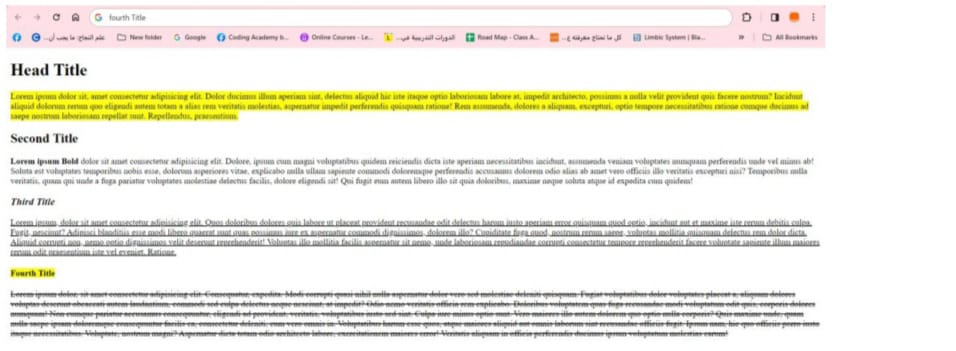 fourth Title
علم النجاح: ما يجب أن...
New folder
Google
Coding Academy b...
Online Courses - Le...
الدورات التدريبية في...
Road Map - Class A...
كل ما تحتاج معرفته ع...
Limbic System | Bla...
»
All Bookmarks
Head Title
Lorem ipsum dolor sit, amet consectetur adipisicing elit. Dolor ducimus illum aperiam sint, delectus aliquid hic iste itaque optio laboriosam labore at, impedit architecto, possimus a nulla velit provident quis facere nostrum? Incidunt
aliquid dolorum rerum quo eligendi autem totam a alias rem veritatis molestias, aspernatur impedit perferendis quisquam ratione! Rem assumenda, dolores a aliquam, excepturi, optio tempore necessitatibus ratione cumque ducimus ad
saepe nostrum laboriosam repellat sunt. Repellendus, praesentium.
Second Title
Lorem ipsum Bold dolor sit amet consectetur adipisicing elit. Dolore, ipsum cum magni voluptatibus quidem reiciendis dicta iste aperiam necessitatibus incidunt, assumenda veniam voluptates numquam perferendis unde vel minus ab!
Soluta est voluptates temporibus nobis esse, dolorum asperiores vitae, explicabo nulla ullam sapiente commodi doloremque perferendis accusamus dolorem odio alias ab amet vero officiis illo veritatis excepturi nisi? Temporibus nulla
veritatis, quam qui unde a fuga pariatur voluptates molestiae delectus facilis, dolore eligendi sit! Qui fugit eum autem libero illo sit quia doloribus, maxime neque soluta atque id expedita cum quidem!
Third Title
Lorem ipsum, dolor sit amet consectetur adipisicing elit. Quos doloribus dolores quis labore ut placeat provident recusandae odit delectus harum iusto aperiam error quisquam quod optio, incidunt aut et maxime iste rerum debitis culpa.
Fugit, nesciunt? Adipisci blanditiis esse modi libero quaerat sunt quas possimus iure ex aspernatur commodi dignissimos, dolorem illo? Cupiditate fuga quod, nostrum rerum saepe, voluptas mollitia quisquam delectus rem dolor dicta.
Aliquid corrupti non, nemo optio dignissimos velit deserunt reprehenderit! Voluptas illo mollitia facilis aspernatur sit nemo, unde laboriosam repudiandae corrupti consectetur tempore reprehenderit facere voluptate sapiente illum maiores
rerum odit praesentium iste vel eveniet. Ratione.
Fourth Title
Lorem ipsum dolor, sit amet consectetur adipisicing elit. Consequatur, expedita. Modi corrupti quasi nihil nulla aspernatur dolor vero sed molestiae deleniti quisquam. Fugiat voluptatibus dolor voluptates placeat a, aliquam dolores
voluptas deserunt obcaecati autem laudantium, commodi sed culpa delectus neque nesciunt at impedit? Odio nemo veritatis officia rem explicabo. Doloribus voluptatem quas fuga recusandae modi voluptatum odit quis, corporis dolores
numquam! Non cumque pariatur accusamus consequuntur, eligendi ad provident, veritatis, voluptatibus iusto sed sint. Culpa iure minus optio sunt. Vero maiores illo autem dolorem quo optio nulla corporis? Quis maxime unde, quam
nulla saepe ipsam doloremque consequuntur facilis ea, consectetur deleniti, eum vero omnis in. Voluptatibus harum esse quos, atque maiores aliquid aut omnis laborum sint recusandae officiis fugit. Ipsum nam, hic quo officiis porro iusto
neque necessitatibus. Voluptate, nostrum magni? Aspernatur dicta totam odio architecto labore, exercitationem maiores error! Veritatis aliquam in officia perferendis ducimus ipsum voluptatum molestias earum!